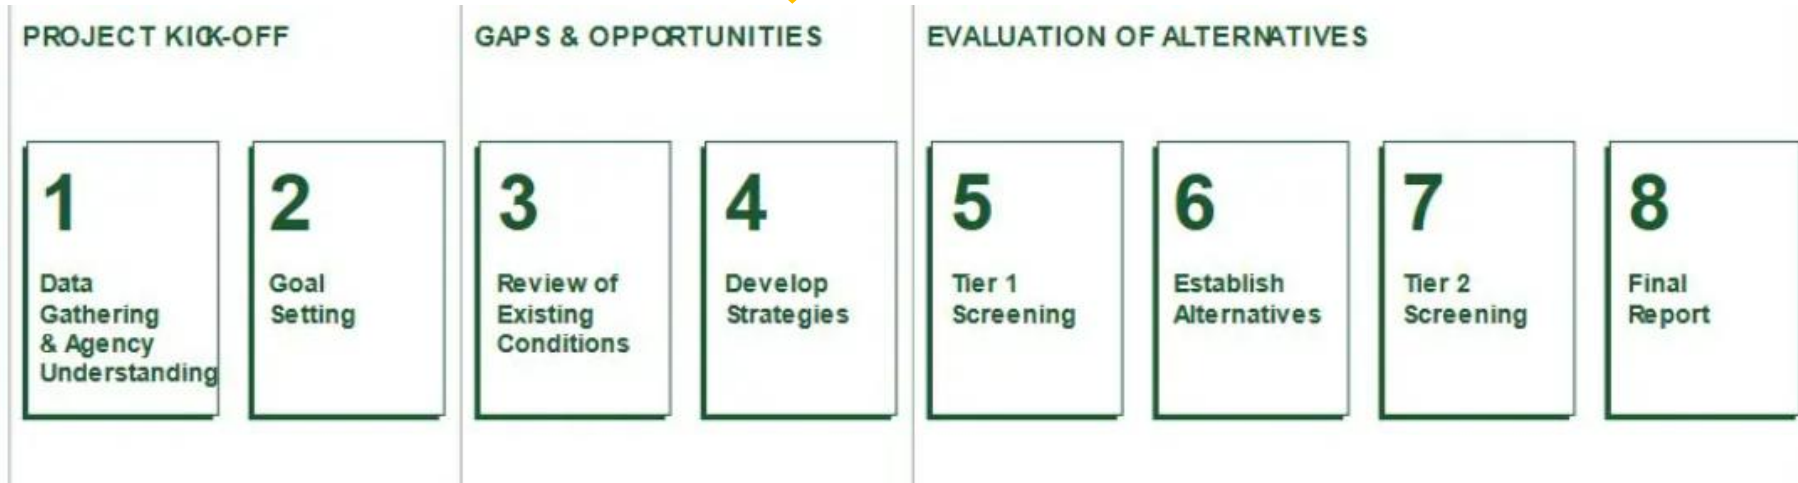 PROJECT KICK-OFF
GAPS & OPPORTUNITIES
EVALUATION OF ALTERNATIVES
1
Data
Gathering
& Agency
Understanding
2
Goal
Setting
3
Review of
Existing
Conditions
4
Develop
Strategies
5
Tier 1
Screening
6
Establish
Alternatives
7
Tier 2
Screening
8
Final
Report